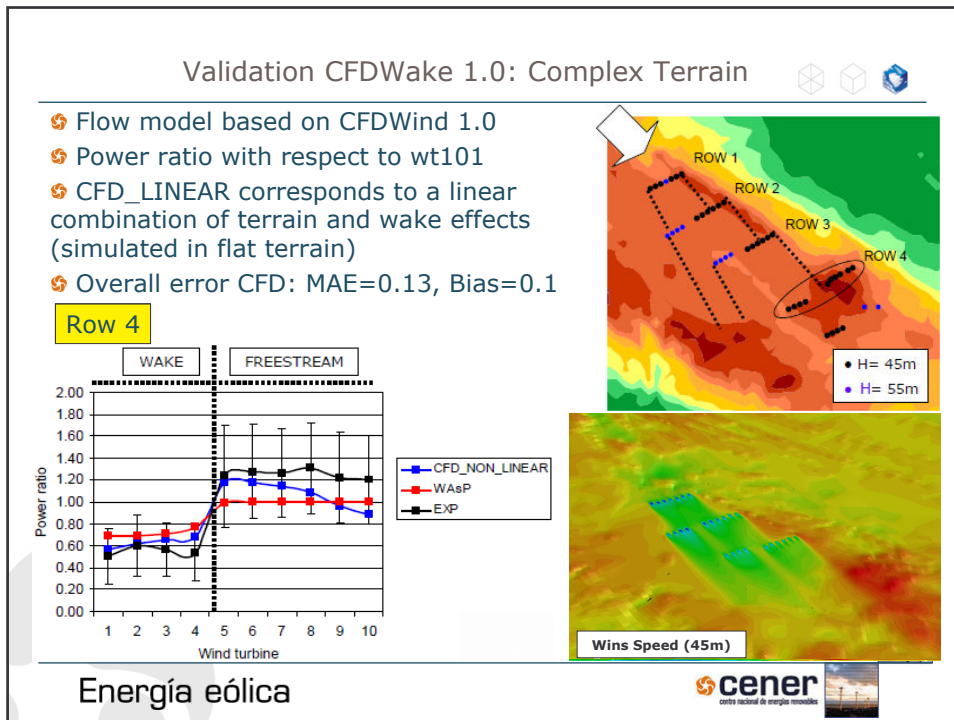 Validation CFDWake 1.0: Complex Terrain
Flow model based on CFDWind 1.0
Power ratio with respect to wt101
CFD_LINEAR corresponds to a linear
combination of terrain and wake effects
(simulated in flat terrain)
Overall error CFD: MAE=0.13, Bias=0.1
Row 4
WAKE FREESTREAM
2.00
1.80
1.60
1.40
1.20
1.00
0.80
0.60
0.40
0.20
0.00
Power ratio
1 2 3 4 5 6 7 8 9 10
Wind turbine
CFD_NON_LINEAR
WAsP
EXP
ROW 1
ROW 2
ROW 3
ROW 4
H= 45m
H= 55m
Wins Speed (45m)
Energía eólica
cener
centro nacional de energías renovables